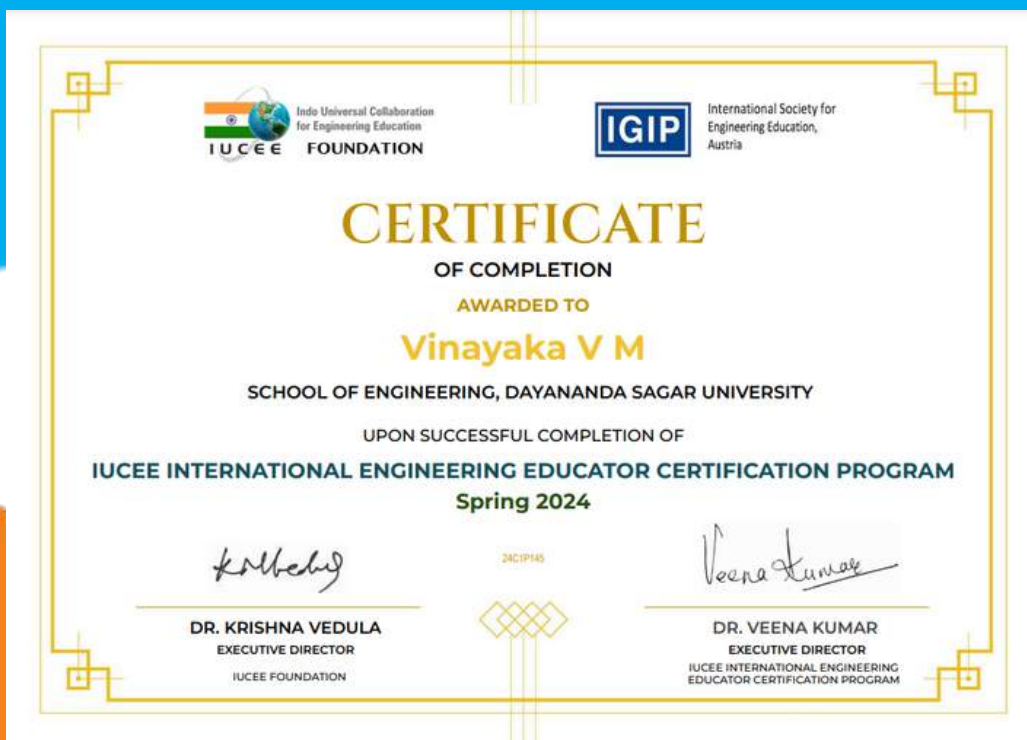 Indo Universal Collaboration
for Engineering Education
IUCEE FOUNDATION
IGIP
International Society for
Engineering Education,
Austria
CERTIFICATE
OF COMPLETION
AWARDED TO
Vinayaka V M
SCHOOL OF ENGINEERING, DAYANANDA SAGAR UNIVERSITY
UPON SUCCESSFUL COMPLETION OF
IUCEE INTERNATIONAL ENGINEERING EDUCATOR CERTIFICATION PROGRAM
Spring 2024
24C1P145
Veena Kumar
DR. KRISHNA VEDULA
EXECUTIVE DIRECTOR
IUCEE FOUNDATION
DR. VEENA KUMAR
EXECUTIVE DIRECTOR
IUCEE INTERNATIONAL ENGINEERING
EDUCATOR CERTIFICATION PROGRAM